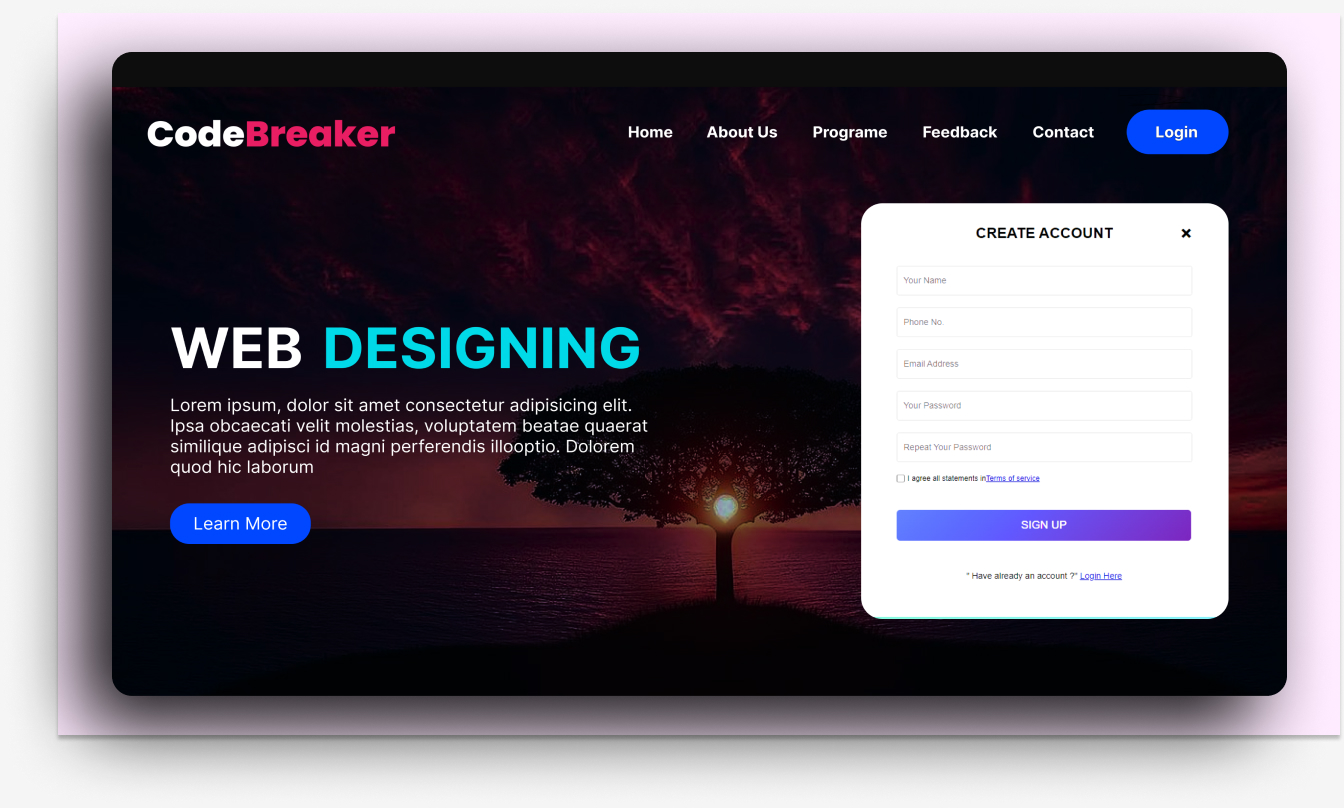 CodeBreaker
Home About Us Programe Feedback Contact Login
CREATE ACCOUNT ×
Your Name
Phone No.
Email Address
Your Password
Repeat Your Password
I agree all statements inTerms of service
SIGN UP
" Have already an account ?" Login Here
WEB DESIGNING
Lorem ipsum, dolor sit amet consectetur adipisicing elit.
Ipsa obcaecati velit molestias, voluptatem beatae quaerat
similique adipisci id magni perferendis illooptio. Dolorem
quod hic laborum
Learn More